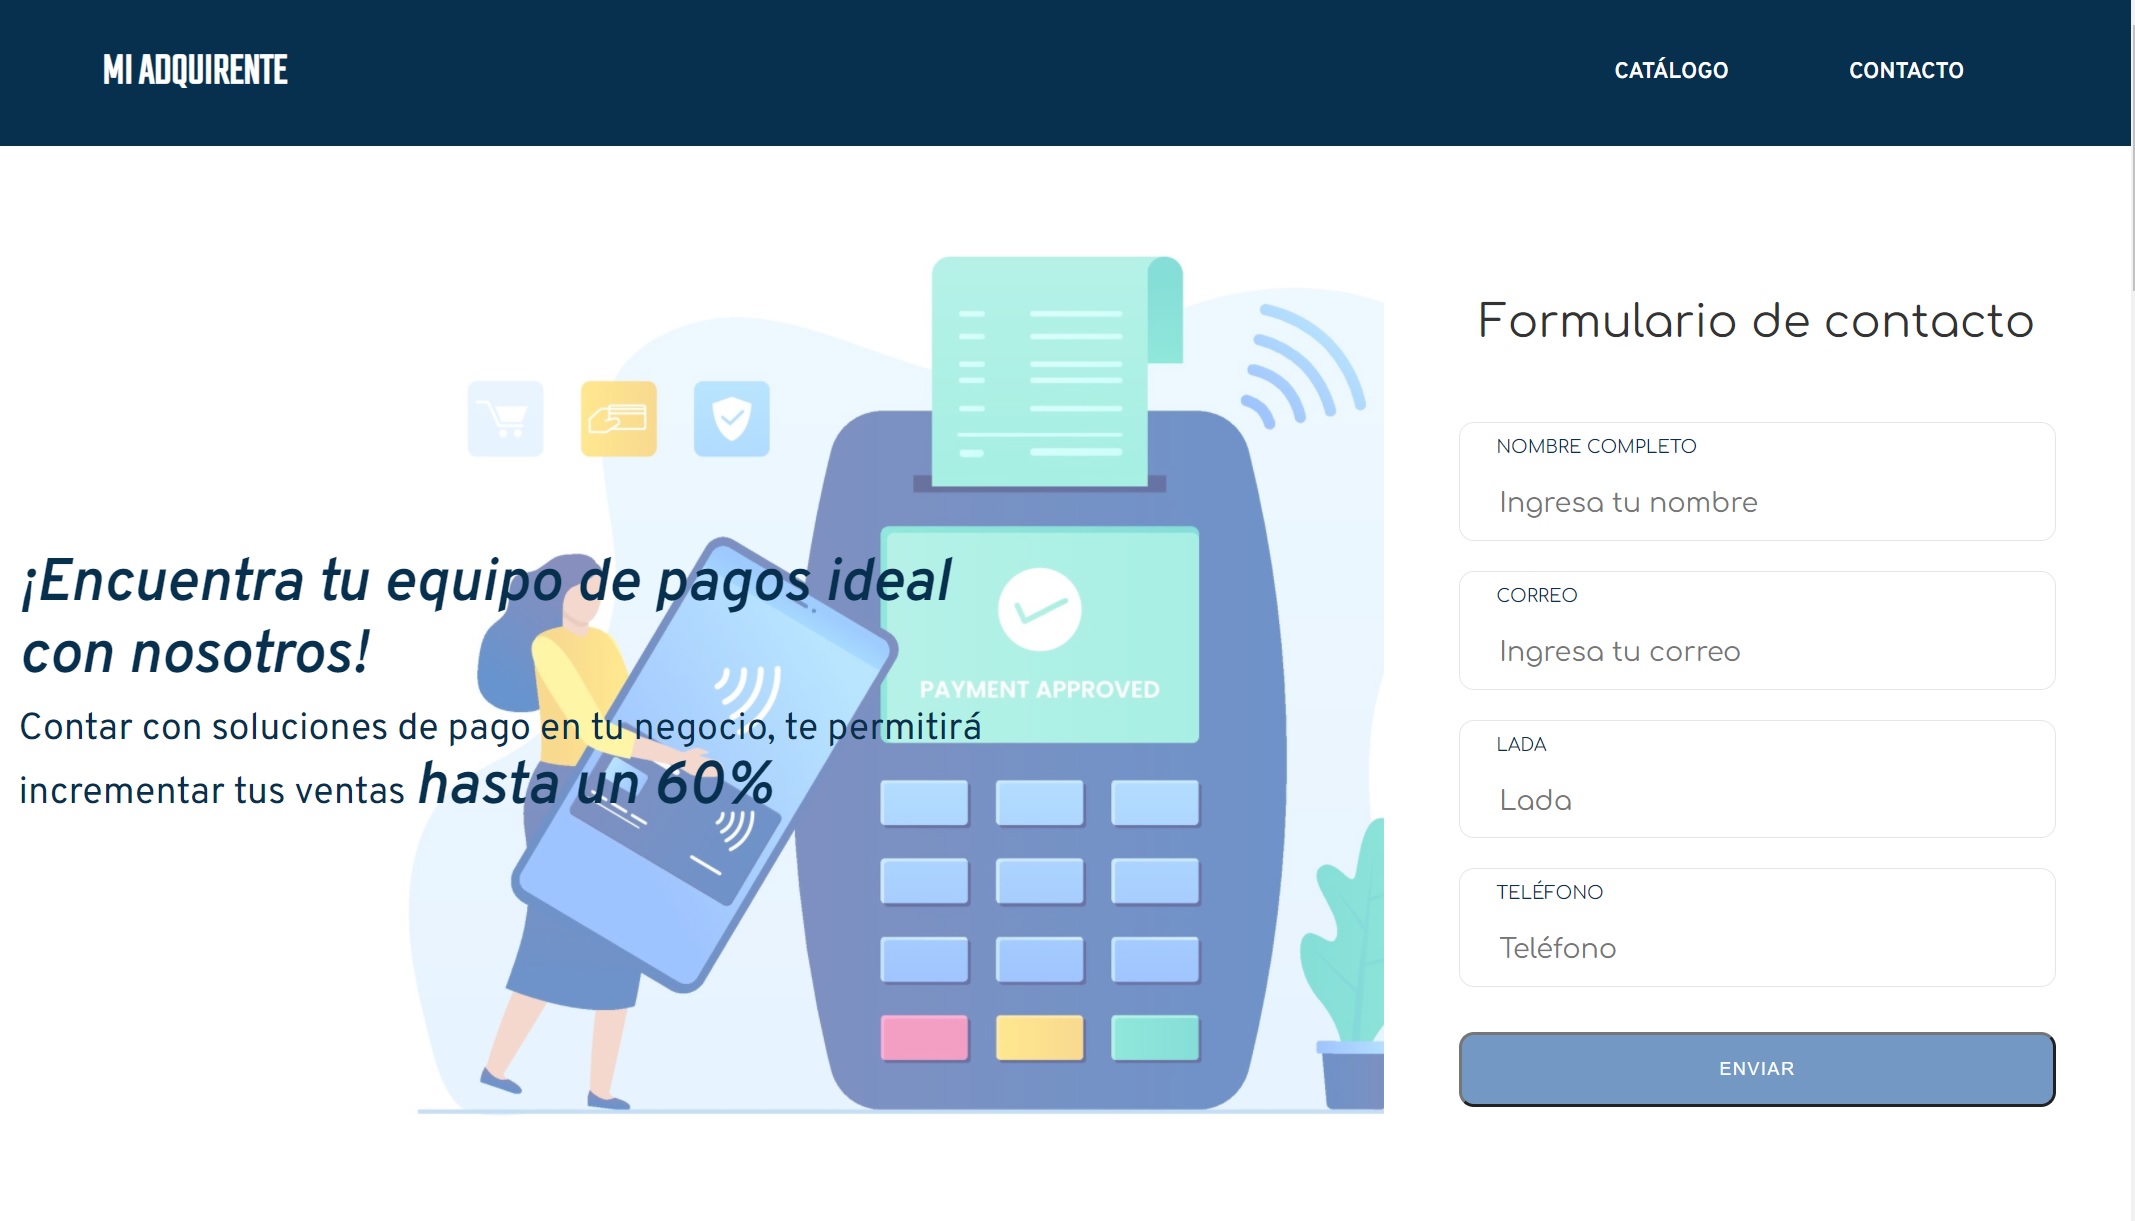 MI ADQUIRENTE
CATÁLOGO
CONTACTO
¡Encuentra tu equipo de pagos ideal
con nosotros!
Contar con soluciones de pago en tu negocio, te permitirá
incrementar tus ventas hasta un 60%
PAYMENT APPROVED
Formulario de contacto
NOMBRE COMPLETO
Ingresa tu nombre
CORREO
Ingresa tu correo
LADA
Lada
TELÉFONO
Teléfono
ENVIAR